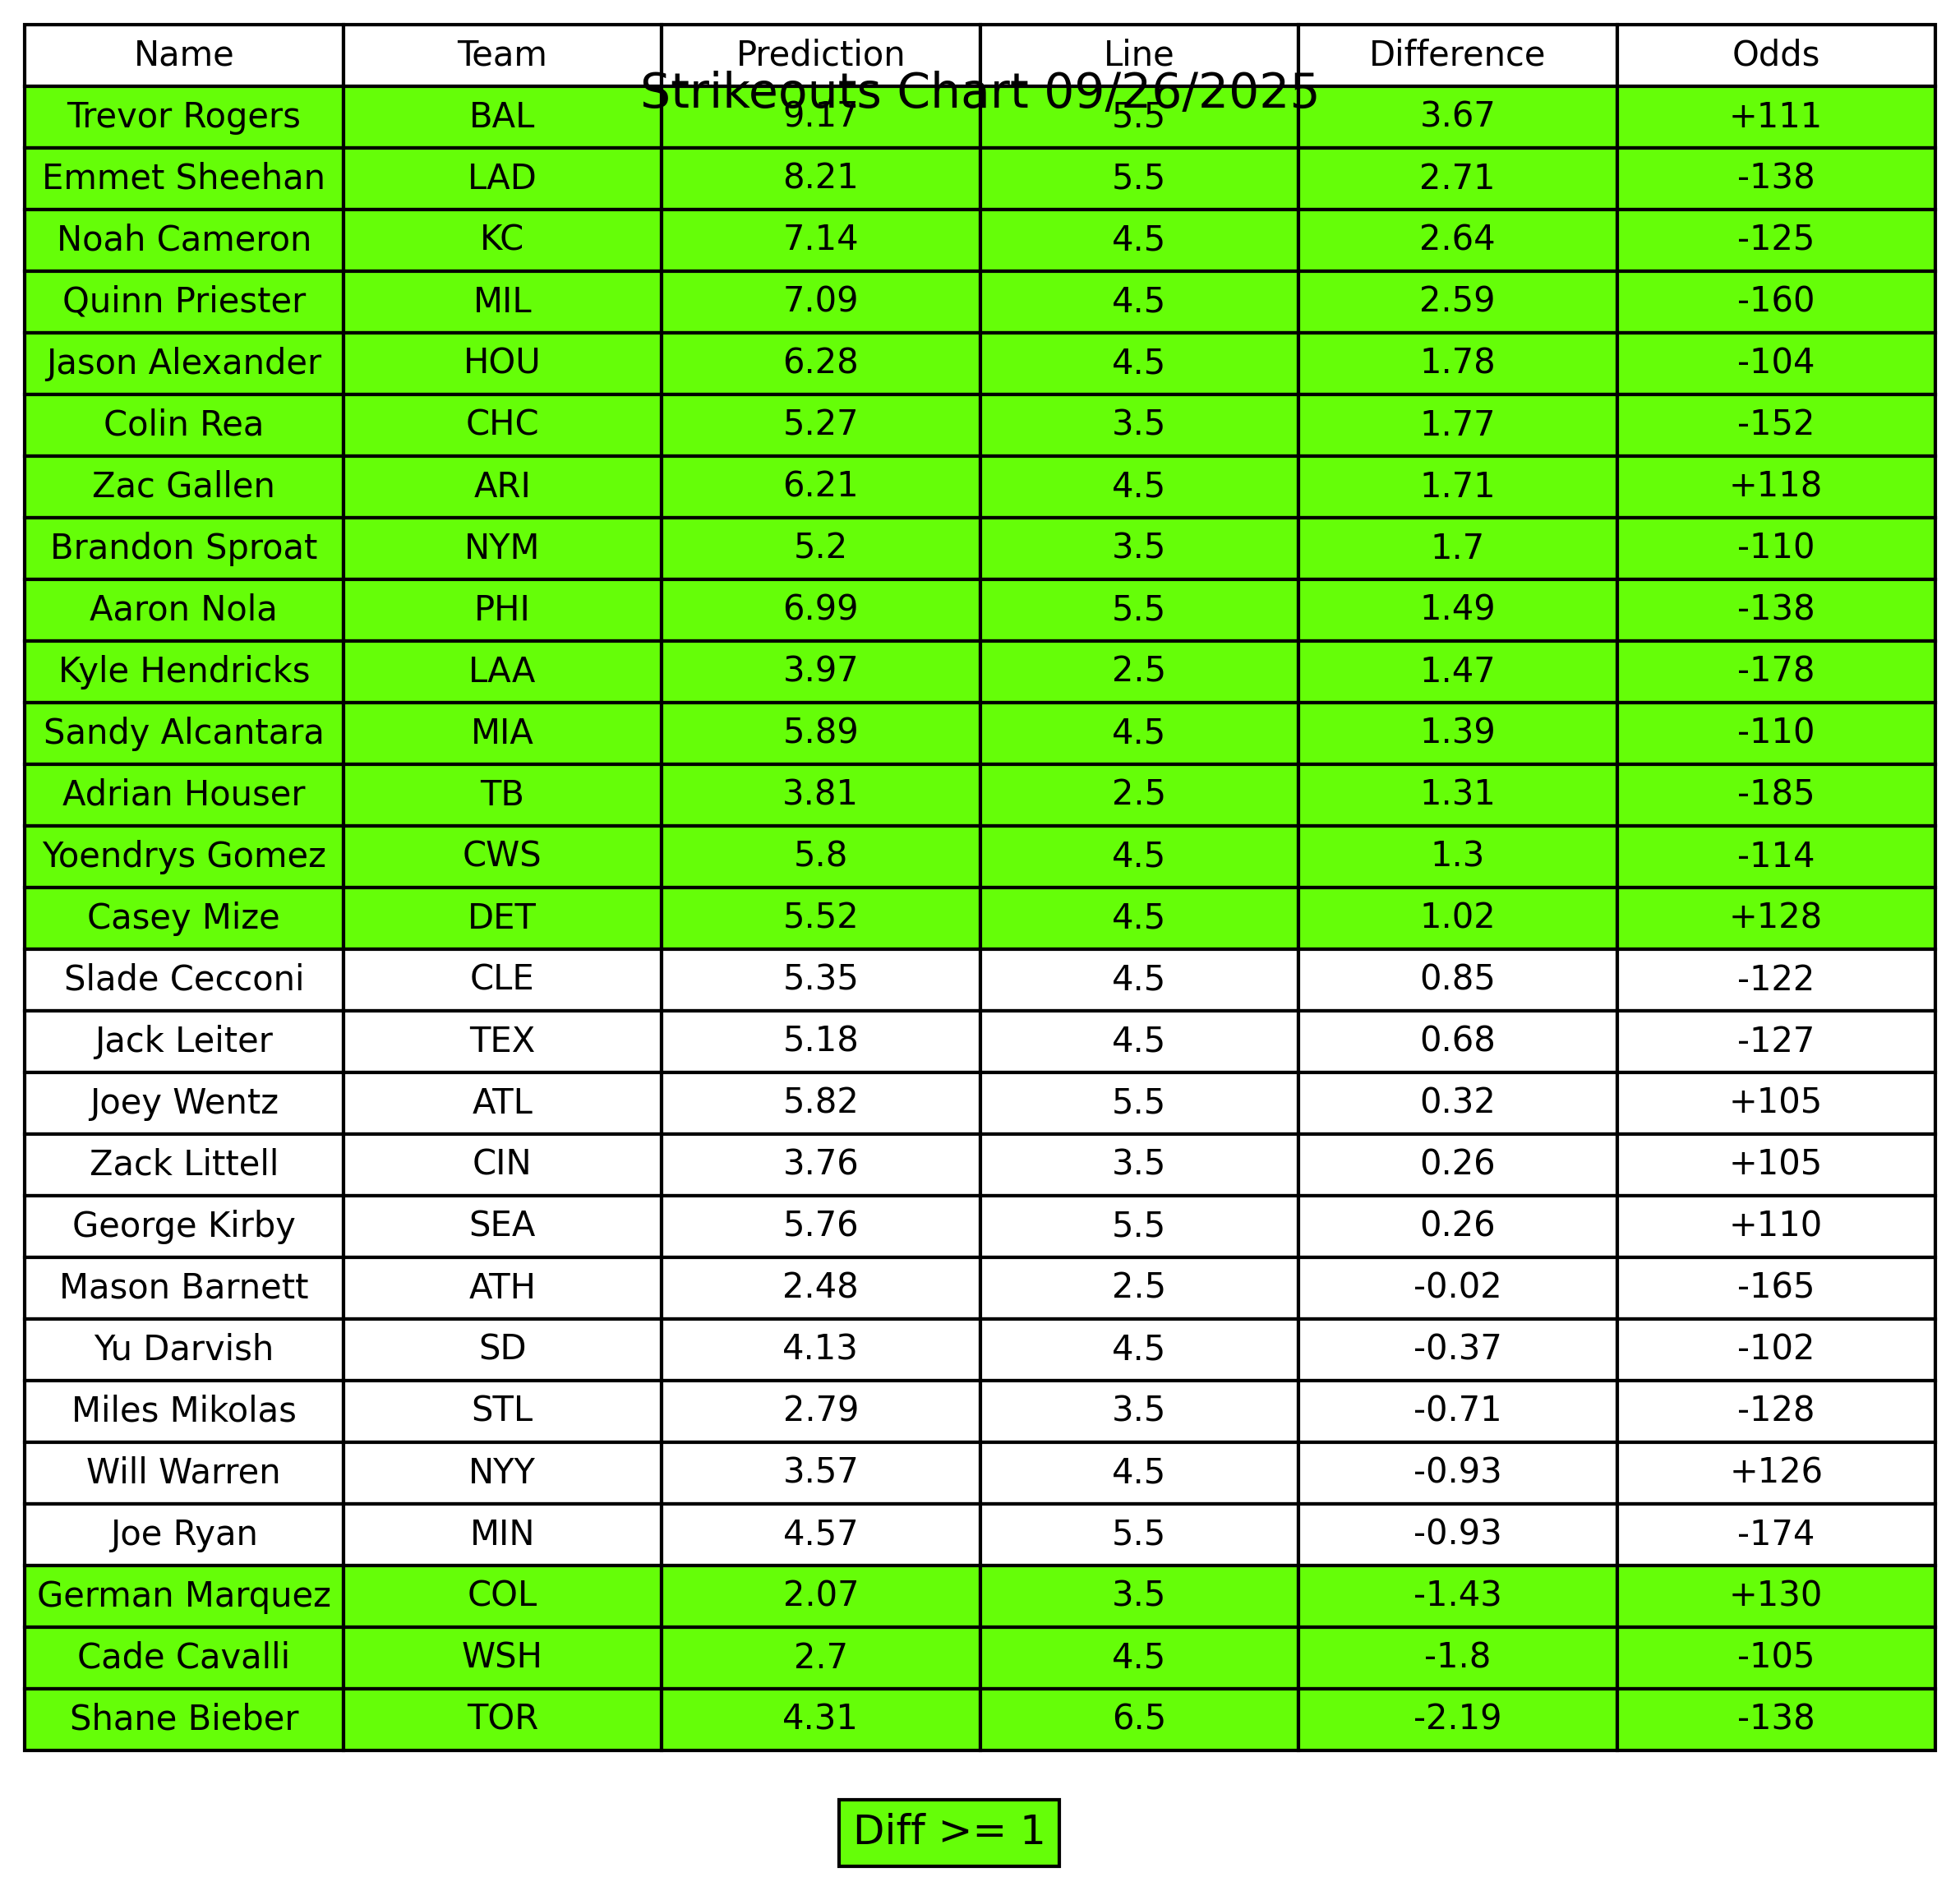 Name Team Prediction Line Difference Odds
Strikeouts Chart 09/26/2025
Trevor Rogers BAL 9.17 5.5 3.67 +111
Emmet Sheehan LAD 8.21 5.5 2.71 -138
Noah Cameron KC 7.14 4.5 2.64 -125
Quinn Priester MIL 7.09 4.5 2.59 -160
Jason Alexander HOU 6.28 4.5 1.78 -104
Colin Rea CHC 5.27 3.5 1.77 -152
Zac Gallen ARI 6.21 4.5 1.71 +118
Brandon Sproat NYM 5.2 3.5 1.7 -110
Aaron Nola PHI 6.99 5.5 1.49 -138
Kyle Hendricks LAA 3.97 2.5 1.47 -178
Sandy Alcantara MIA 5.89 4.5 1.39 -110
Adrian Houser TB 3.81 2.5 1.31 -185
Yoendrys Gomez CWS 5.8 4.5 1.3 -114
Casey Mize DET 5.52 4.5 1.02 +128
Slade Cecconi CLE 5.35 4.5 0.85 -122
Jack Leiter TEX 5.18 4.5 0.68 -127
Joey Wentz ATL 5.82 5.5 0.32 +105
Zack Littell CIN 3.76 3.5 0.26 +105
George Kirby SEA 5.76 5.5 0.26 +110
Mason Barnett ATH 2.48 2.5 -0.02 -165
Yu Darvish SD 4.13 4.5 -0.37 -102
Miles Mikolas STL 2.79 3.5 -0.71 -128
Will Warren NYY 3.57 4.5 -0.93 +126
Joe Ryan MIN 4.57 5.5 -0.93 -174
German Marquez COL 2.07 3.5 -1.43 +130
Cade Cavalli WSH 2.7 4.5 -1.8 -105
Shane Bieber TOR 4.31 6.5 -2.19 -138
Diff >= 1